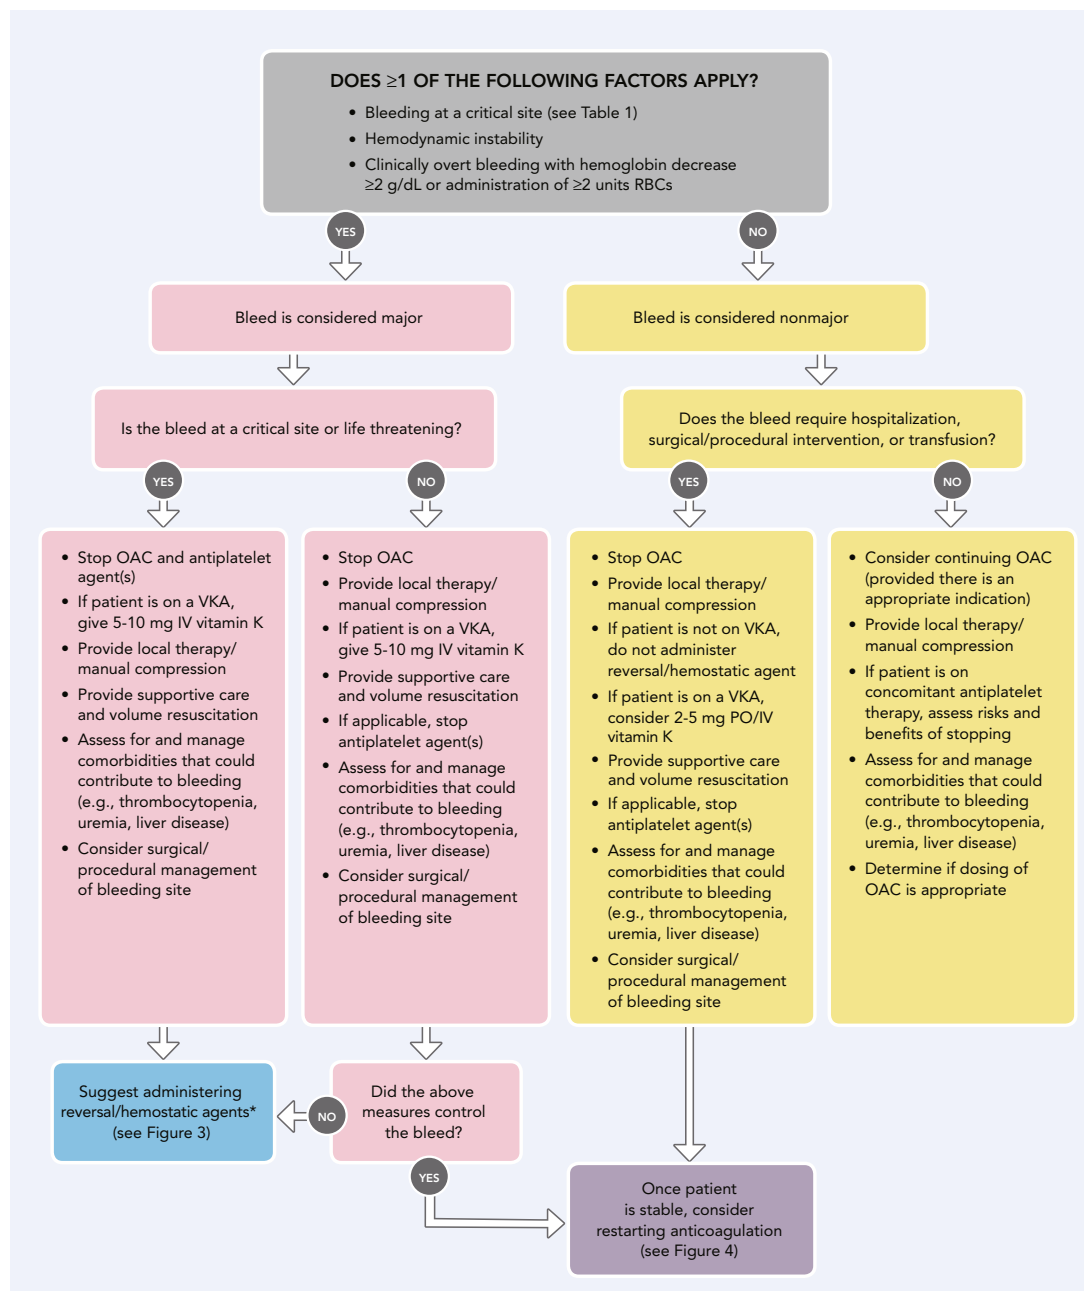 DOES ≥1 OF THE FOLLOWING FACTORS APPLY?
• Bleeding at a critical site (see Table 1)
• Hemodynamic instability
• Clinically overt bleeding with hemoglobin decrease
≥2 g/dL or administration of ≥2 units RBCs
YES
NO
Bleed is considered major
Bleed is considered nonmajor
Is the bleed at a critical site or life threatening?
Does the bleed require hospitalization,
surgical/procedural intervention, or transfusion?
YES
NO
YES
NO
• Stop OAC and antiplatelet
agent(s)
• If patient is on a VKA,
give 5-10 mg IV vitamin K
• Provide local therapy/
manual compression
• Provide supportive care
and volume resuscitation
• Assess for and manage
comorbidities that could
contribute to bleeding
(e.g., thrombocytopenia,
uremia, liver disease)
• Consider surgical/
procedural management
of bleeding site
• Stop OAC
• Provide local therapy/
manual compression
• If patient is on a VKA,
give 5-10 mg IV vitamin K
• Provide supportive care
and volume resuscitation
• If applicable, stop
antiplatelet agent(s)
• Assess for and manage
comorbidities that could
contribute to bleeding
(e.g., thrombocytopenia,
uremia, liver disease)
• Consider surgical/
procedural management
of bleeding site
• Stop OAC
• Provide local therapy/
manual compression
• If patient is not on VKA,
do not administer
reversal/hemostatic agent
• If patient is on a VKA,
consider 2-5 mg PO/IV
vitamin K
• Provide supportive care
and volume resuscitation
• If applicable, stop
antiplatelet agent(s)
• Assess for and manage
comorbidities that could
contribute to bleeding
(e.g., thrombocytopenia,
uremia, liver disease)
• Consider surgical/
procedural management
of bleeding site
• Consider continuing OAC
(provided there is an
appropriate indication)
• Provide local therapy/
manual compression
• If patient is on
concomitant antiplatelet
therapy, assess risks and
benefits of stopping
• Assess for and manage
comorbidities that could
contribute to bleeding
(e.g., thrombocytopenia,
uremia, liver disease)
• Determine if dosing of
OAC is appropriate
Suggest administering
reversal/hemostatic agents*
(see Figure 3)
NO
Did the above
measures control
the bleed?
YES
Once patient
is stable, consider
restarting anticoagulation
(see Figure 4)